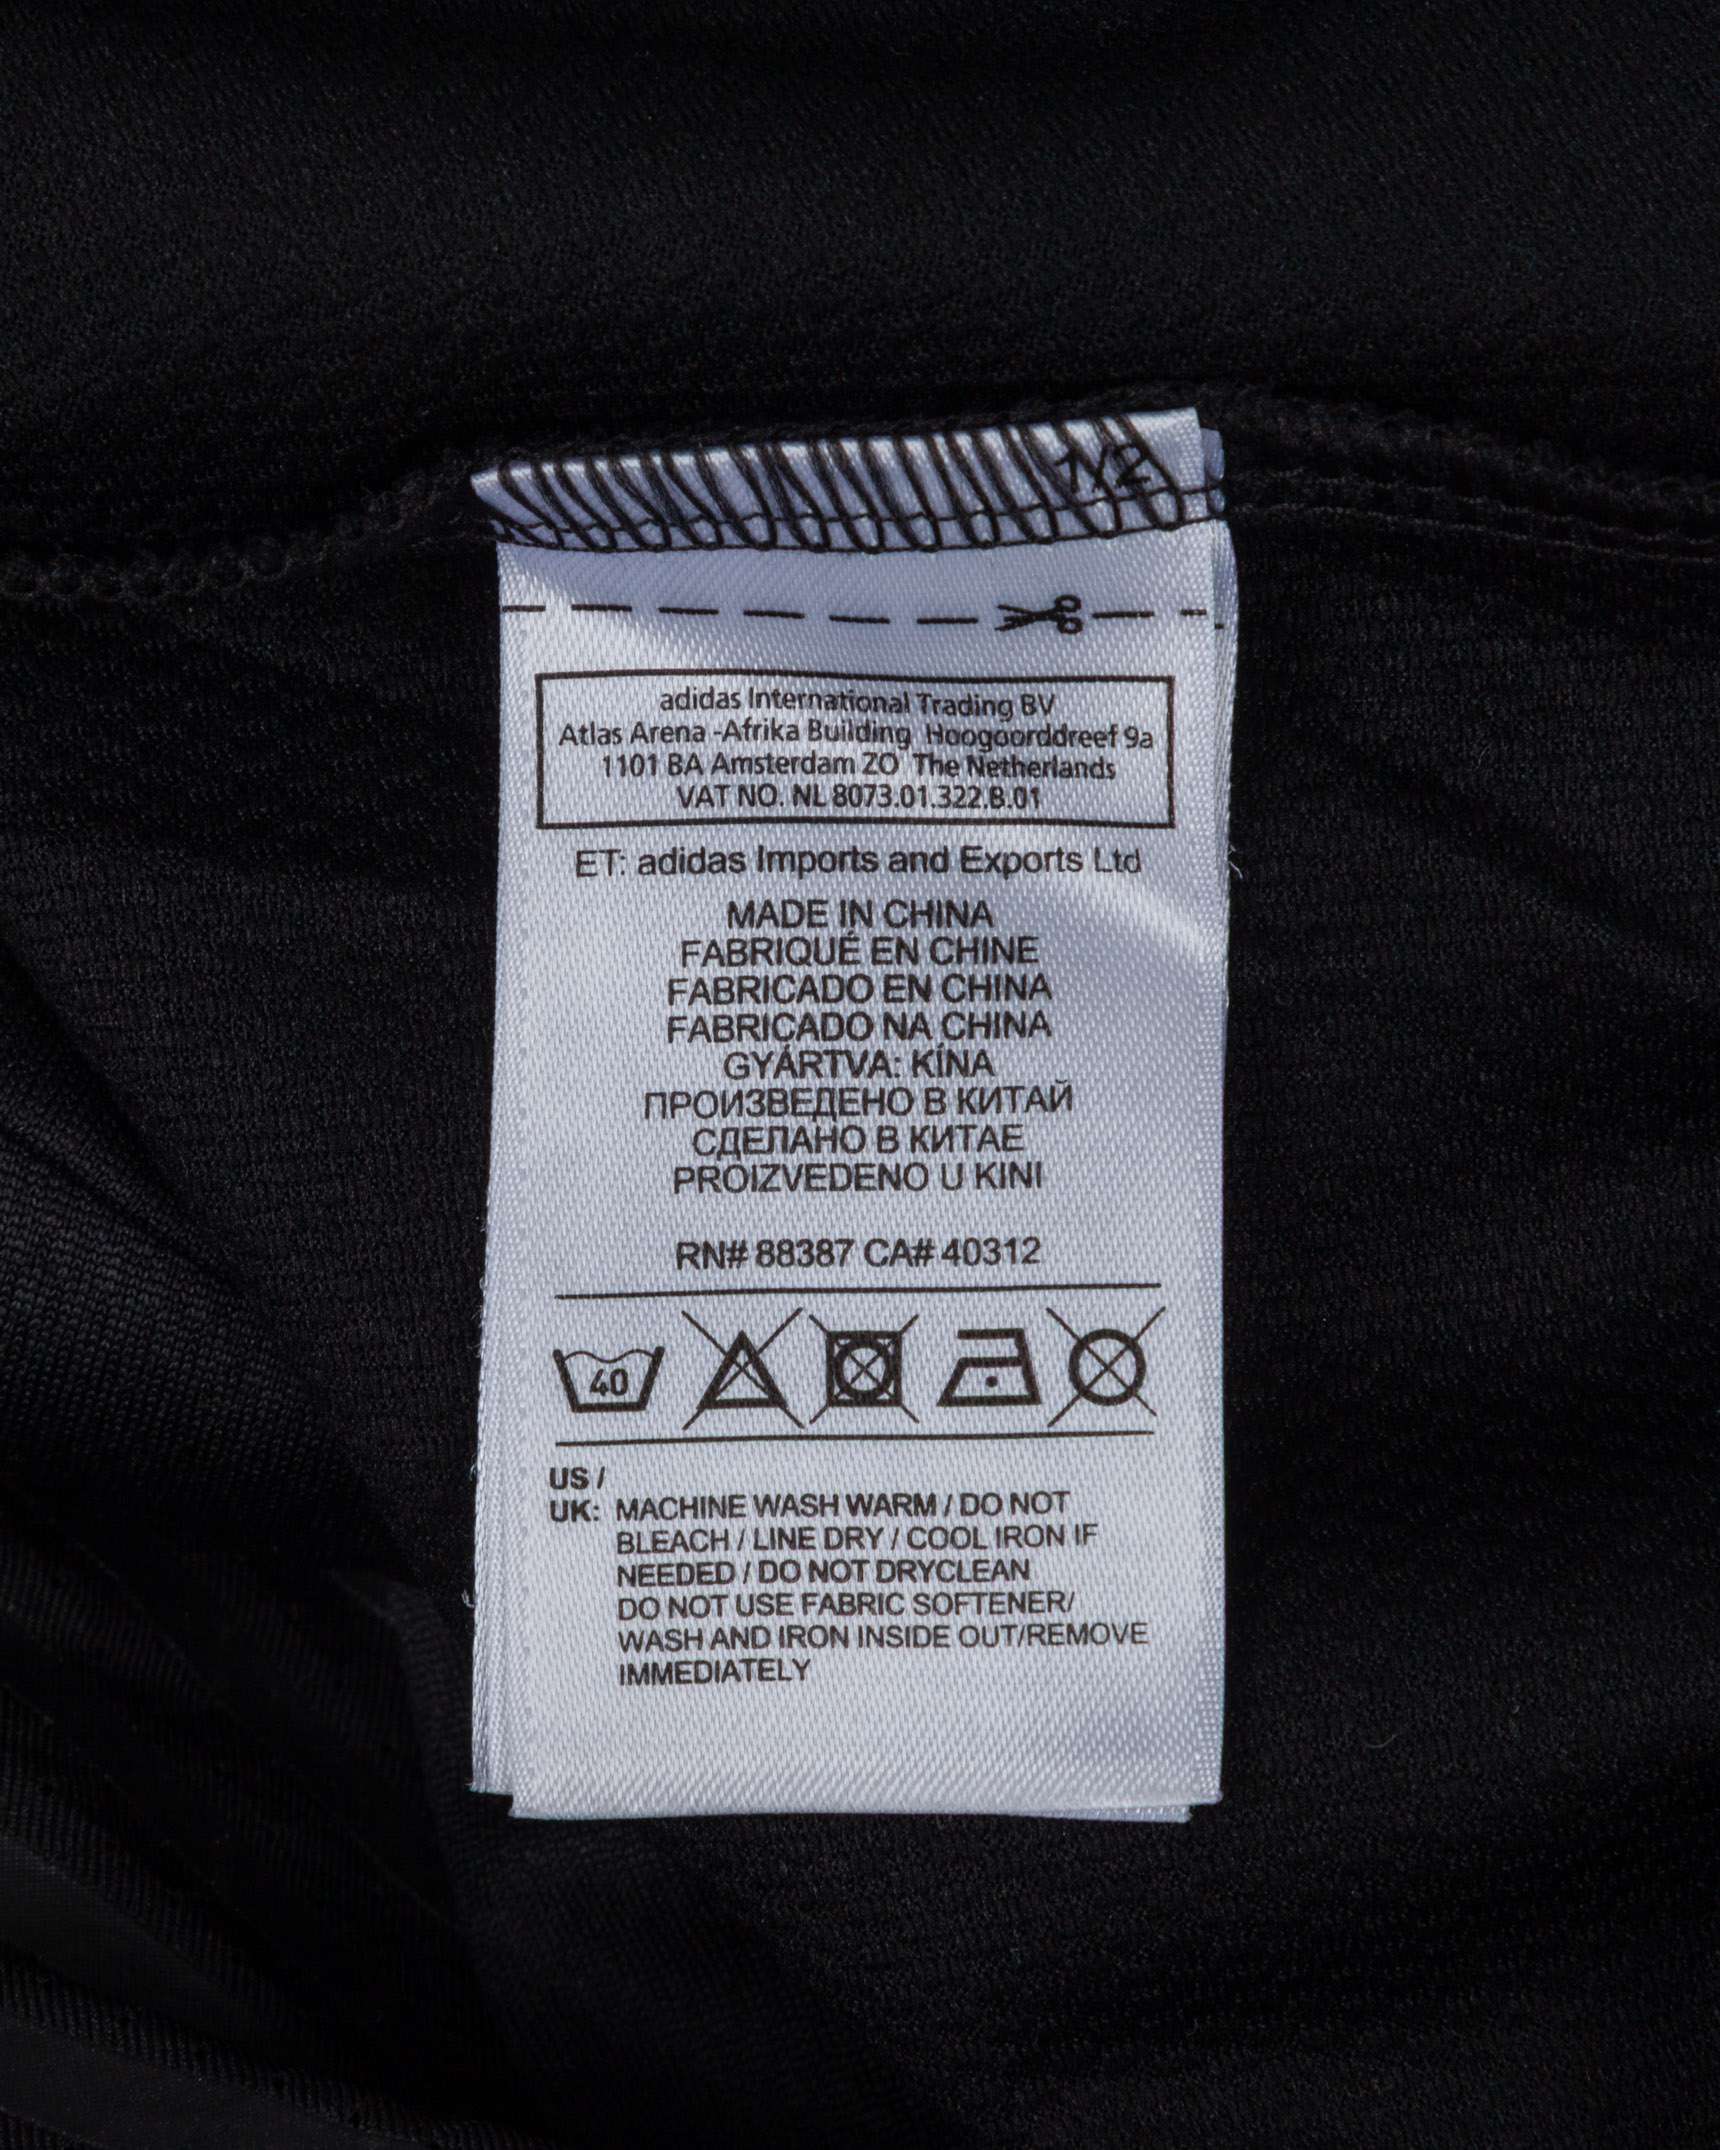 1/2
adidas International Trading BV
Atlas Arena -Afrika Building Hoogoorddreef 9a
1101 BA Amsterdam ZO The Netherlands
VAT NO. NL 8073.01.322.B.01
ET: adidas Imports and Exports Ltd
MADE IN CHINA
FABRIQUÉ EN CHINE
FABRICADO EN CHINA
FABRICADO NA CHINA
GYÁRTVA: KÍNA
ПРОИЗВЕДЕНО В КИТАЙ
СДЕЛАНО В КИТАЕ
PROIZVEDENO U KINI
RN# 88387 CA# 40312
40
US /
UK: MACHINE WASH WARM / DO NOT
BLEACH / LINE DRY / COOL IRON IF
NEEDED / DO NOT DRYCLEAN
DO NOT USE FABRIC SOFTENER/
WASH AND IRON INSIDE OUT/REMOVE
IMMEDIATELY